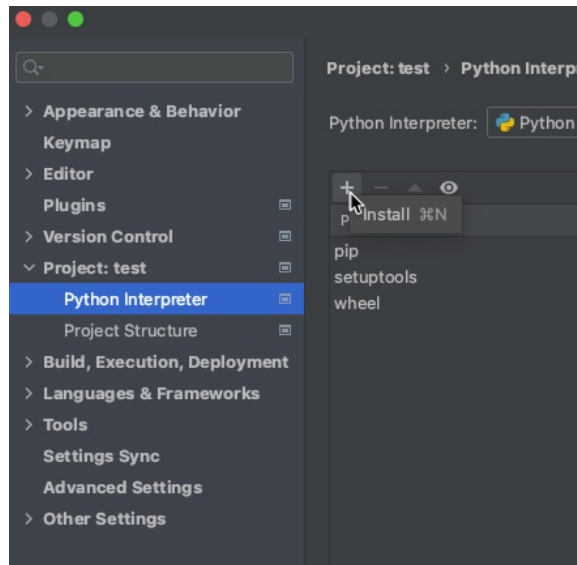 Project: test > Python Interp
Python Interpreter: Python
> Appearance & Behavior
Keymap
> Editor
Plugins
> Version Control
Project: test
Python Interpreter
Project Structure
> Build, Execution, Deployment
> Languages & Frameworks
> Tools
Settings Sync
Advanced Settings
> Other Settings
Install ⌘N
P
pip
setuptools
wheel